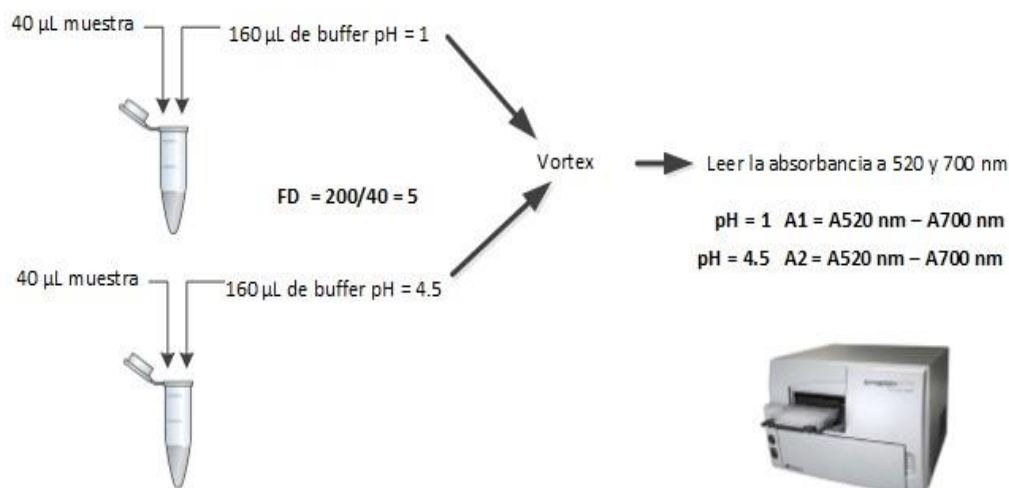 40 µL muestra
160 µL de buffer pH = 1
Vortex
Leer la absorbancia a 520 y 700 nm
FD = 200/40 = 5
pH = 1 A1 = A520 nm – A700 nm
pH = 4.5 A2 = A520 nm – A700 nm
40 µL muestra
160 µL de buffer pH = 4.5